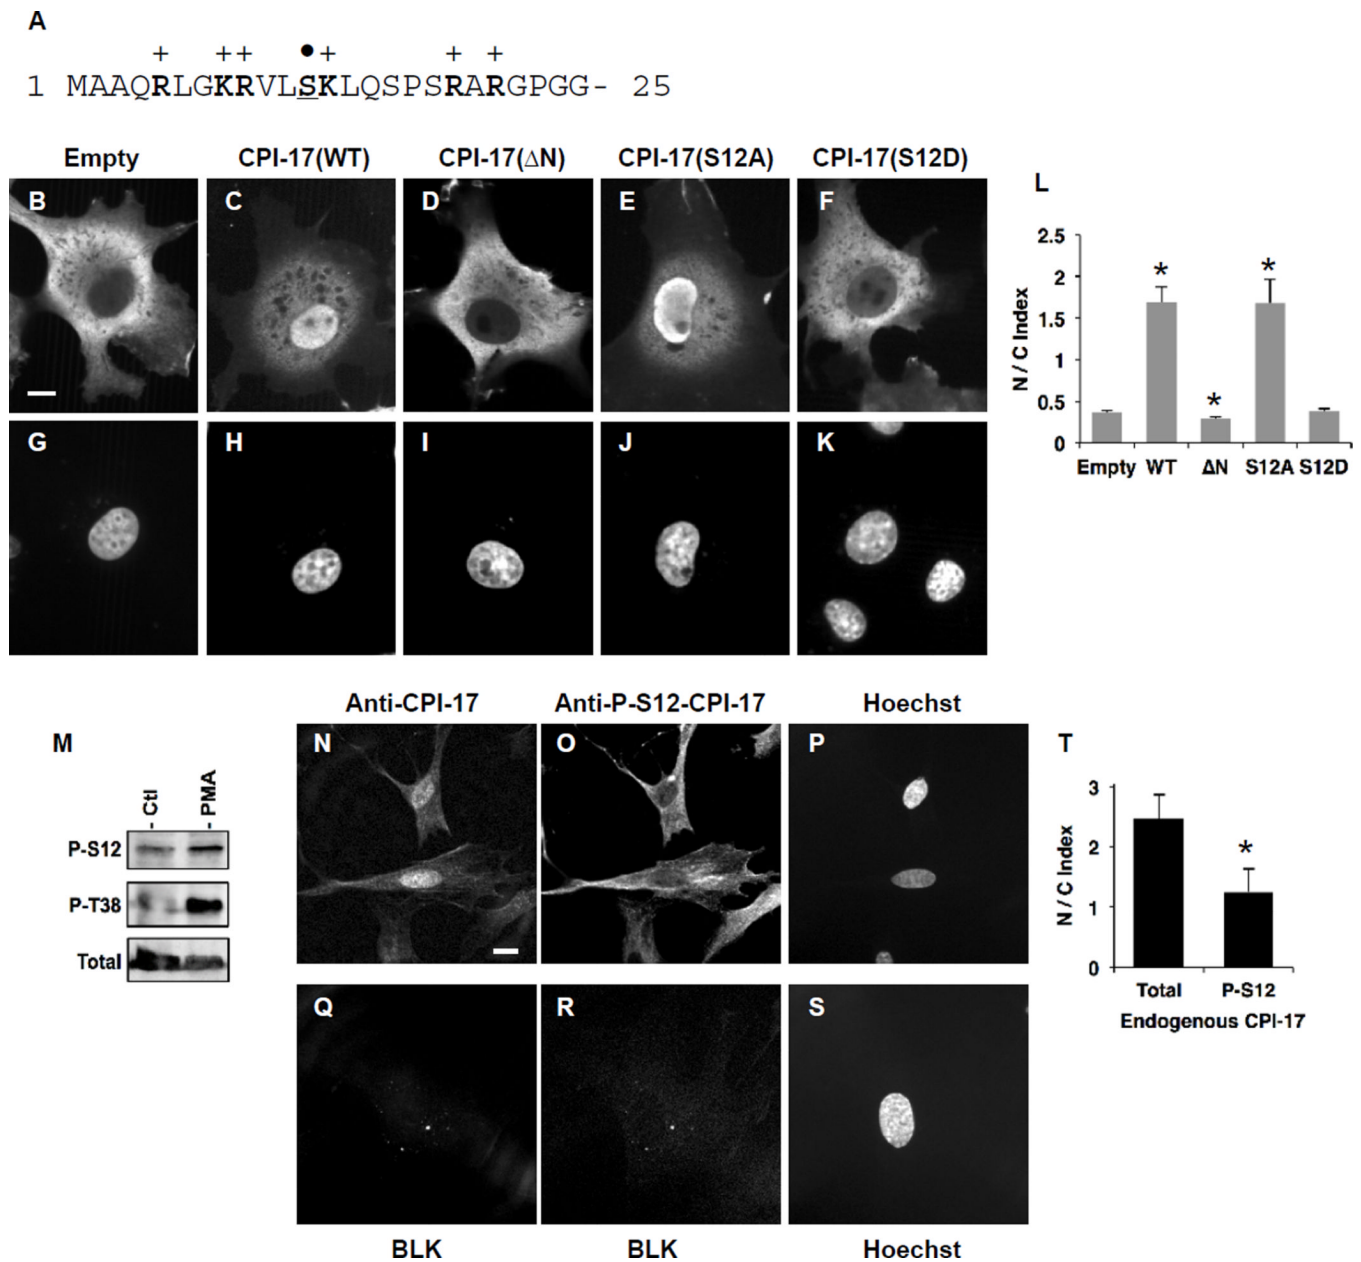 A
+ ++ ●+ + +
1 MAAQRLGKRVLSKLQSPSRARGPGG- 25
Empty CPI-17(WT) CPI-17(ΔN) CPI-17(S12A) CPI-17(S12D)
B C D E F
G H I J K
L
2.5
2
1.5
1
0.5
0
N / C Index
* * *
Empty WT ΔN S12A S12D
M
Ctl PMA
P-S12
P-T38
Total
Anti-CPI-17 Anti-P-S12-CPI-17 Hoechst
N O P
Q R S
BLK BLK Hoechst
T
3
2
1
0
N / C Index
*
Total P-S12
Endogenous CPI-17